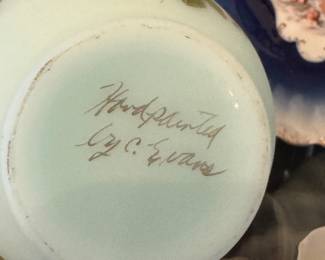 Handpainted
by C. Evans